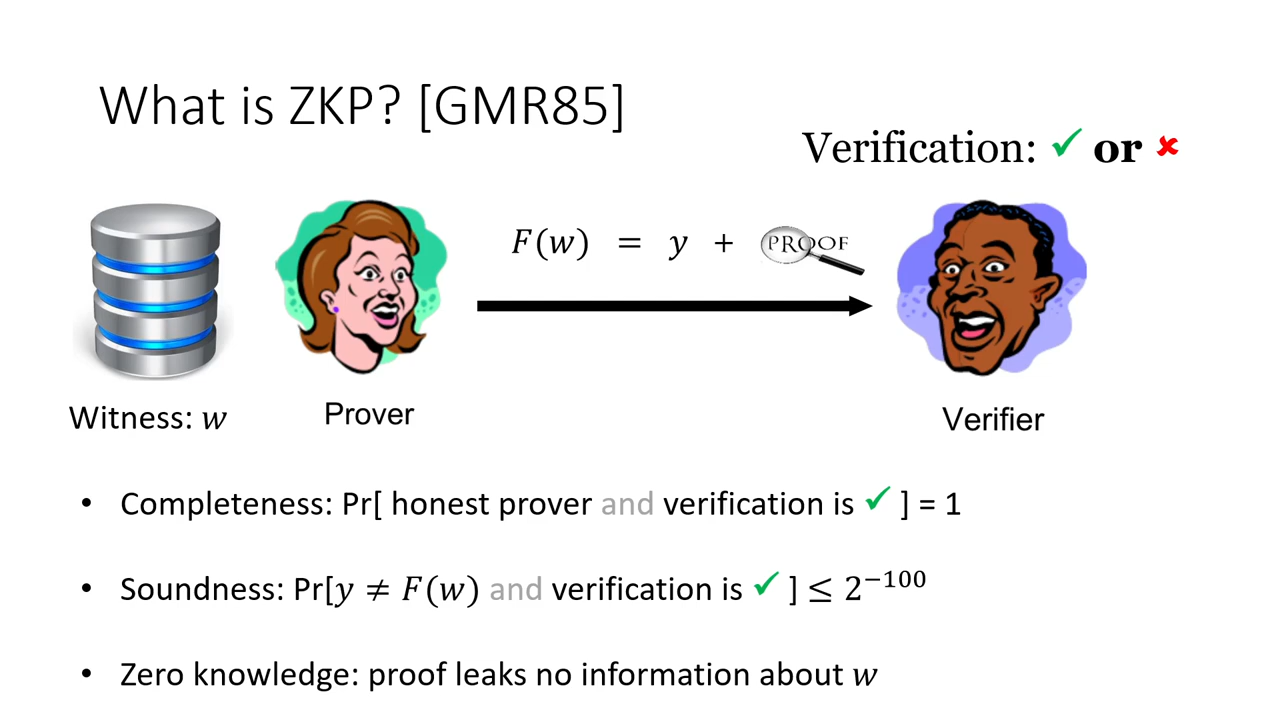 What is ZKP? [GMR85]
Verification: ✓ or ✘
F(w) = y + PROOF
Witness: w
Prover
Verifier
• Completeness: Pr[ honest prover and verification is ✓ ] = 1
• Soundness: Pr[y ≠ F(w) and verification is ✓ ] ≤ 2⁻¹⁰⁰
• Zero knowledge: proof leaks no information about w